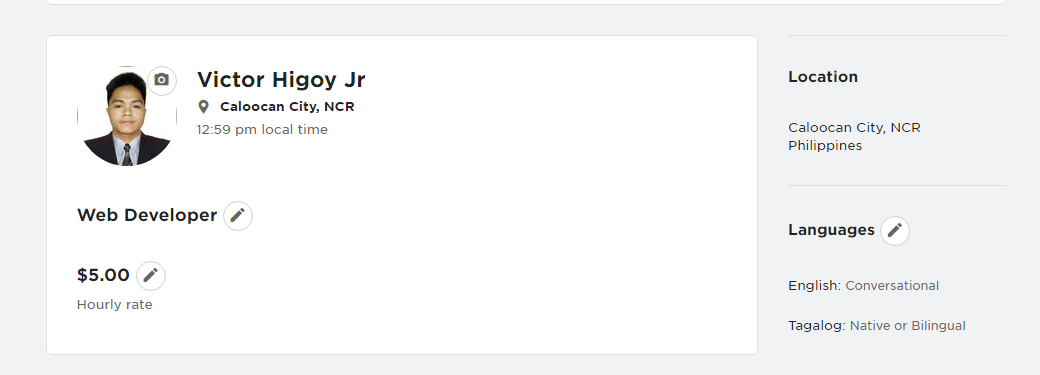 Victor Higoy Jr
Caloocan City, NCR
12:59 pm local time
Web Developer
$5.00
Hourly rate
Location
Caloocan City, NCR
Philippines
Languages
English: Conversational
Tagalog: Native or Bilingual